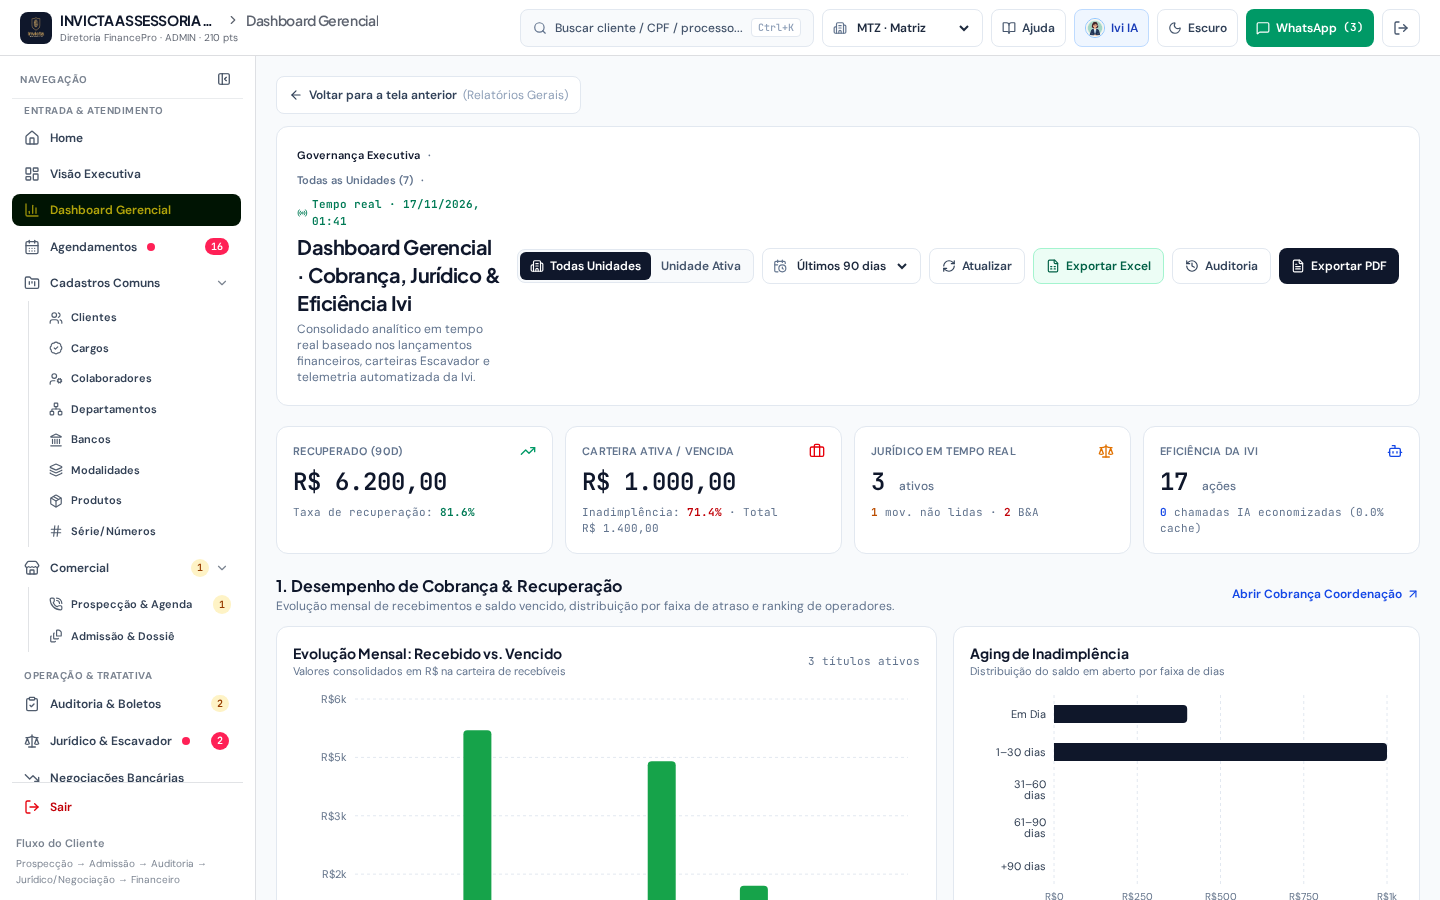 INVICTA ASSESSORIA ...
Dashboard Gerencial
Diretoria FinancePro · ADMIN · 210 pts
Buscar cliente / CPF / processo...
Ctrl+K
MTZ · Matriz
Ajuda
Ivi IA
Escuro
WhatsApp (3)
NAVEGAÇÃO
ENTRADA & ATENDIMENTO
Home
Visão Executiva
Dashboard Gerencial
Agendamentos
16
Cadastros Comuns
Clientes
Cargos
Colaboradores
Departamentos
Bancos
Modalidades
Produtos
Série/Números
Comercial
1
Prospecção & Agenda
1
Admissão & Dossiê
OPERAÇÃO & TRATATIVA
Auditoria & Boletos
2
Jurídico & Escavador
2
Negociações Bancárias
Sair
Fluxo do Cliente
Prospecção → Admissão → Auditoria →
Jurídico/Negociação → Financeiro
Voltar para a tela anterior (Relatórios Gerais)
Governança Executiva ·
Todas as Unidades (7) ·
Tempo real · 17/11/2026,
01:41
Dashboard Gerencial
· Cobrança, Jurídico &
Eficiência Ivi
Consolidado analítico em tempo
real baseado nos lançamentos
financeiros, carteiras Escavador e
telemetria automatizada da Ivi.
Todas Unidades
Unidade Ativa
Últimos 90 dias
Atualizar
Exportar Excel
Auditoria
Exportar PDF
RECUPERADO (90D)
R$ 6.200,00
Taxa de recuperação: 81.6%
CARTEIRA ATIVA / VENCIDA
R$ 1.000,00
Inadimplência: 71.4% · Total
R$ 1.400,00
JURÍDICO EM TEMPO REAL
3 ativos
1 mov. não lidas · 2 B&A
EFICIÊNCIA DA IVI
17 ações
0 chamadas IA economizadas (0.0%
cache)
1. Desempenho de Cobrança & Recuperação
Evolução mensal de recebimentos e saldo vencido, distribuição por faixa de atraso e ranking de operadores.
Abrir Cobrança Coordenação
Evolução Mensal: Recebido vs. Vencido
Valores consolidados em R$ na carteira de recebíveis
3 títulos ativos
R$6k
R$5k
R$3k
R$2k
Aging de Inadimplência
Distribuição do saldo em aberto por faixa de dias
Em Dia
1–30 dias
31–60
dias
61–90
dias
+90 dias
R$0
R$250
R$500
R$750
R$1k